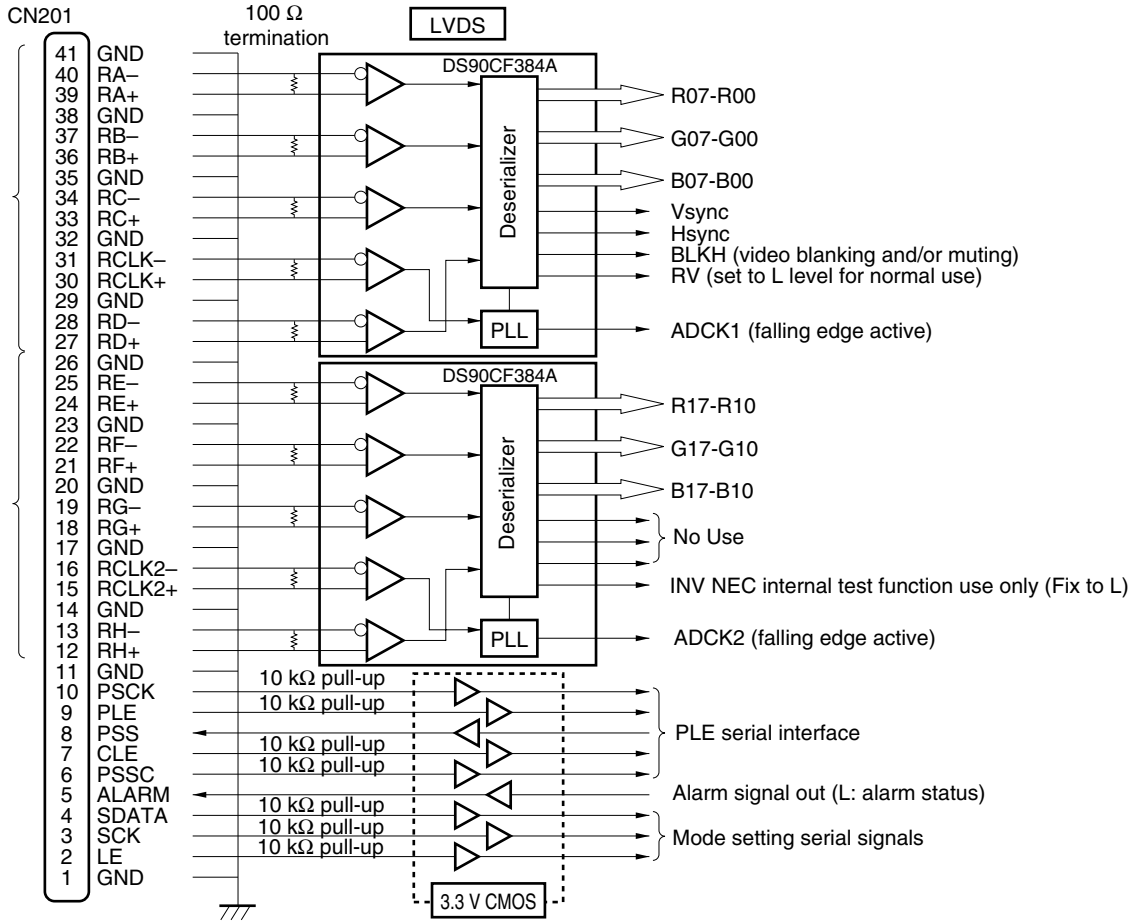 CN201
100 Ω
termination
LVDS
41 GND
40 RA–
39 RA+
38 GND
37 RB–
36 RB+
35 GND
34 RC–
33 RC+
32 GND
31 RCLK–
30 RCLK+
29 GND
28 RD–
27 RD+
26 GND
25 RE–
24 RE+
23 GND
22 RF–
21 RF+
20 GND
19 RG–
18 RG+
17 GND
16 RCLK2–
15 RCLK2+
14 GND
13 RH–
12 RH+
11 GND
10 PSCK
9 PLE
8 PSS
7 CLE
6 PSSC
5 ALARM
4 SDATA
3 SCK
2 LE
1 GND
DS90CF384A
Deserializer
PLL
R07-R00
G07-G00
B07-B00
Vsync
Hsync
BLKH (video blanking and/or muting)
RV (set to L level for normal use)
ADCK1 (falling edge active)
DS90CF384A
Deserializer
PLL
R17-R10
G17-G10
B17-B10
No Use
INV NEC internal test function use only (Fix to L)
ADCK2 (falling edge active)
10 kΩ pull-up
10 kΩ pull-up
10 kΩ pull-up
10 kΩ pull-up
10 kΩ pull-up
10 kΩ pull-up
10 kΩ pull-up
PLE serial interface
Alarm signal out (L: alarm status)
Mode setting serial signals
3.3 V CMOS